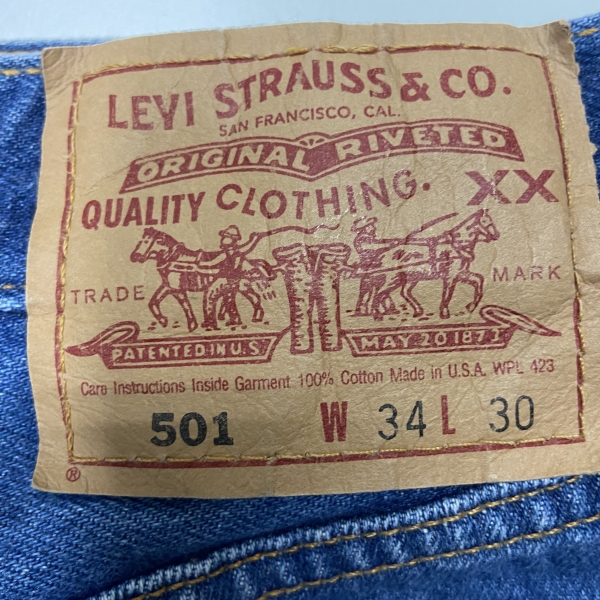 LEVI STRAUSS & CO.
SAN FRANCISCO, CAL.
ORIGINAL RIVETED
QUALITY CLOTHING. XX
TRADE MARK
PATENTED IN U.S. MAY 20 1873
Care Instructions Inside Garment 100% Cotton Made in U.S.A. WPL 423
501 W 34 L 30
®